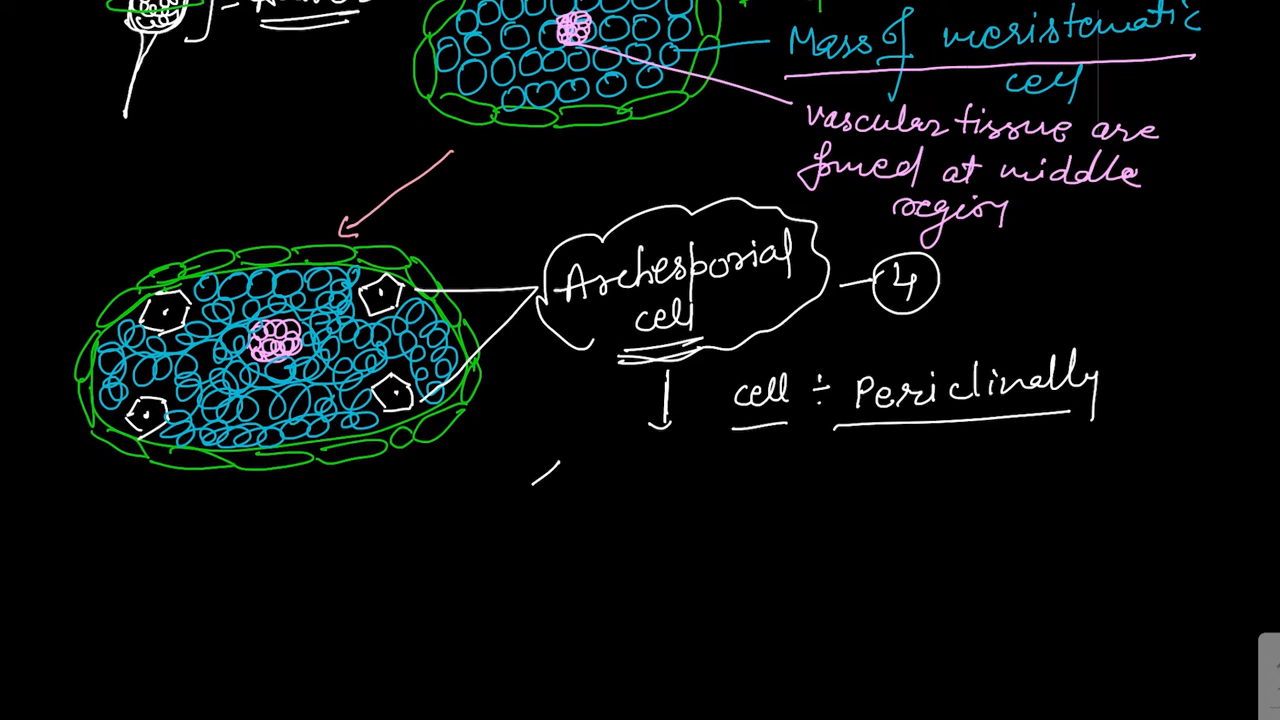 Mass of meristematic
cell
vascular tissue are
formed at middle
region
Archesporial
cell
4
cell ÷ Periclinally